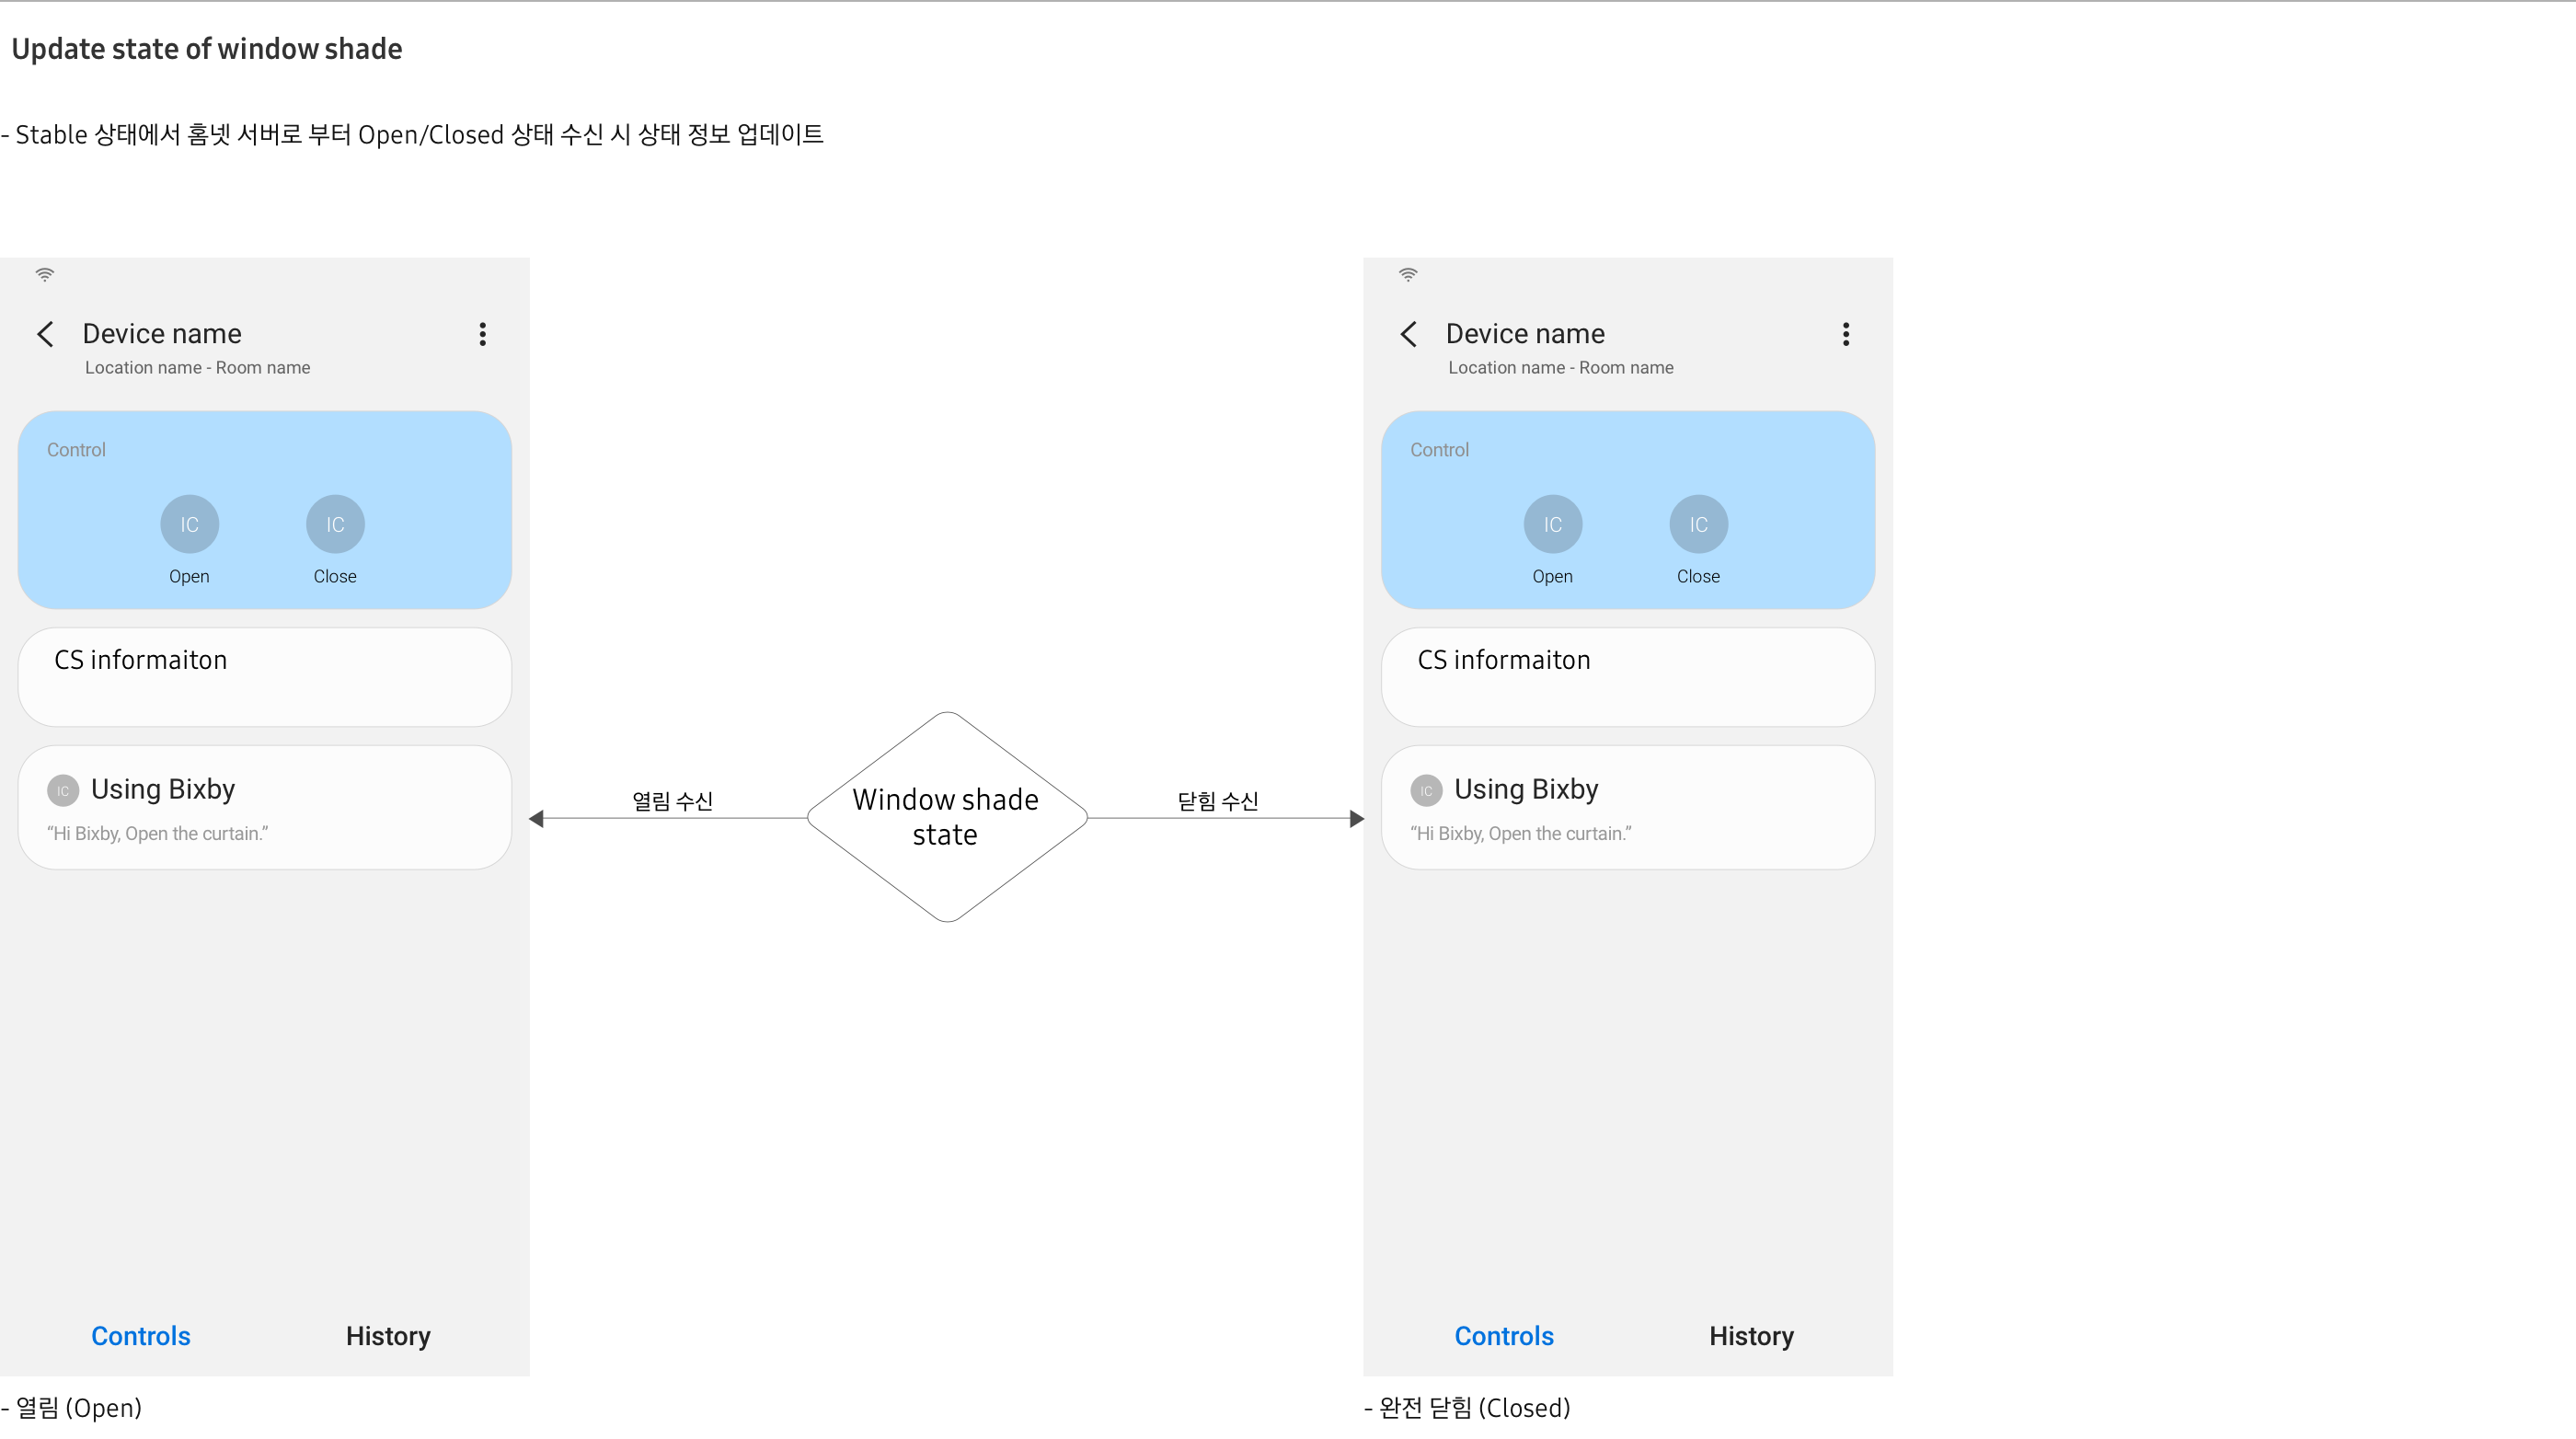 Update state of window shade
- Stable 상태에서 홈넷 서버로 부터 Open/Closed 상태 수신 시 상태 정보 업데이트
Device name
Location name - Room name
Control
IC
IC
Open
Close
CS informaiton
IC
Using Bixby
“Hi Bixby, Open the curtain.”
Controls
History
- 열림 (Open)
열림 수신
Window shade
state
닫힘 수신
Device name
Location name - Room name
Control
IC
IC
Open
Close
CS informaiton
IC
Using Bixby
“Hi Bixby, Open the curtain.”
Controls
History
- 완전 닫힘 (Closed)